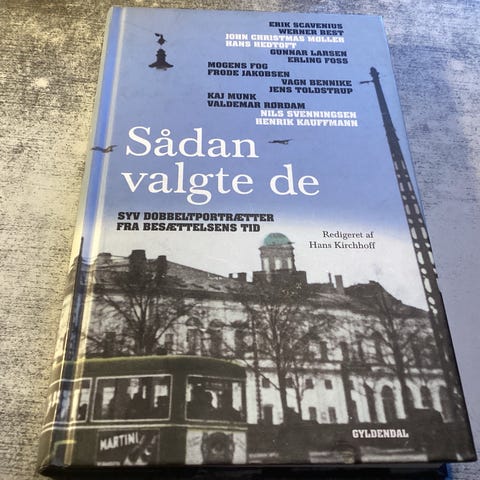 ERIK SCAVENIUS
WERNER BEST
JOHN CHRISTMAS MØLLER
HANS HEDTOFT
GUNNAR LARSEN
ERLING FOSS
MOGENS FOG
FRODE JAKOBSEN
VAGN BENNIKE
JENS TOLDSTRUP
KAJ MUNK
VALDEMAR RØRDAM
NILS SVENNINGSEN
HENRIK KAUFFMANN
Sådan
valgte de
SYV DOBBELTPORTRÆTTER
FRA BESÆTTELSENS TID
Redigeret af
Hans Kirchhoff
MARTINI
GYLDENDAL